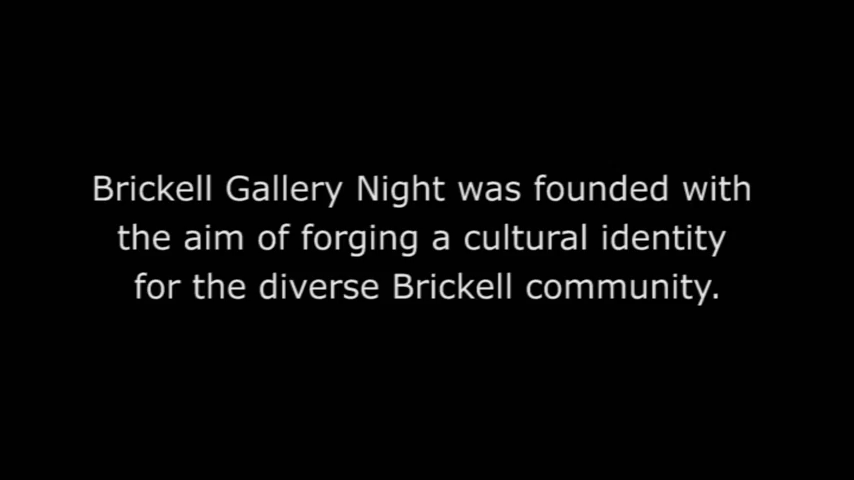 Brickell Gallery Night was founded with
the aim of forging a cultural identity
for the diverse Brickell community.